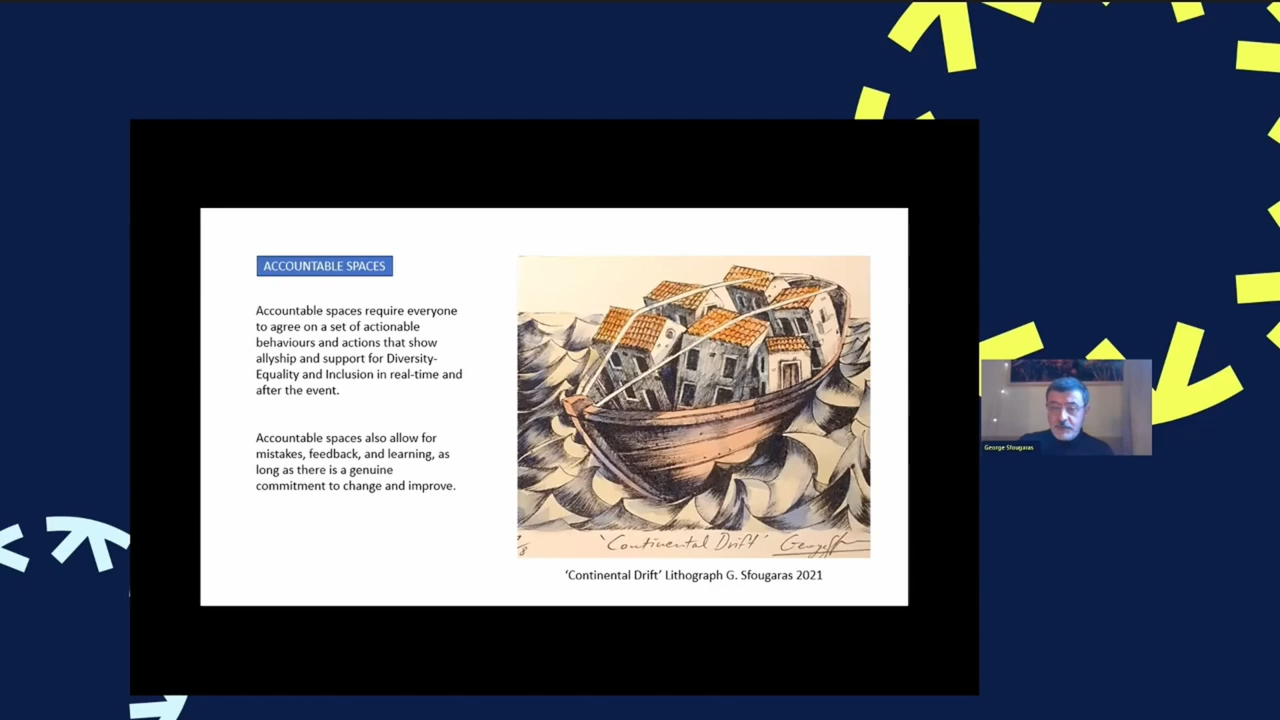 ACCOUNTABLE SPACES
Accountable spaces require everyone
to agree on a set of actionable
behaviours and actions that show
allyship and support for Diversity-
Equality and Inclusion in real-time and
after the event.
Accountable spaces also allow for
mistakes, feedback, and learning, as
long as there is a genuine
commitment to change and improve.
'Continental Drift'
‘Continental Drift’ Lithograph G. Sfougaras 2021
George Sfougaras